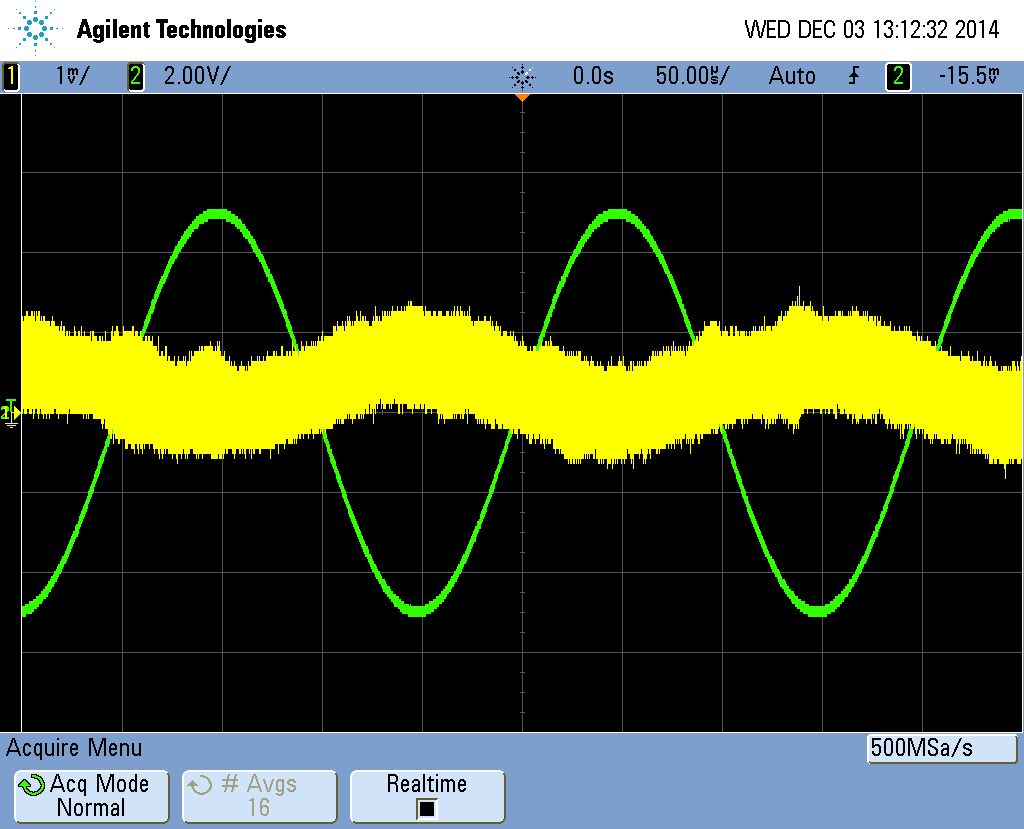 Agilent Technologies
WED DEC 03 13:12:32 2014
1 1mV/ 2 2.00V/ 0.0s 50.00µs/ Auto 2 -15.5mV
Acquire Menu
500MSa/s
Acq Mode
Normal
# Avgs
16
Realtime